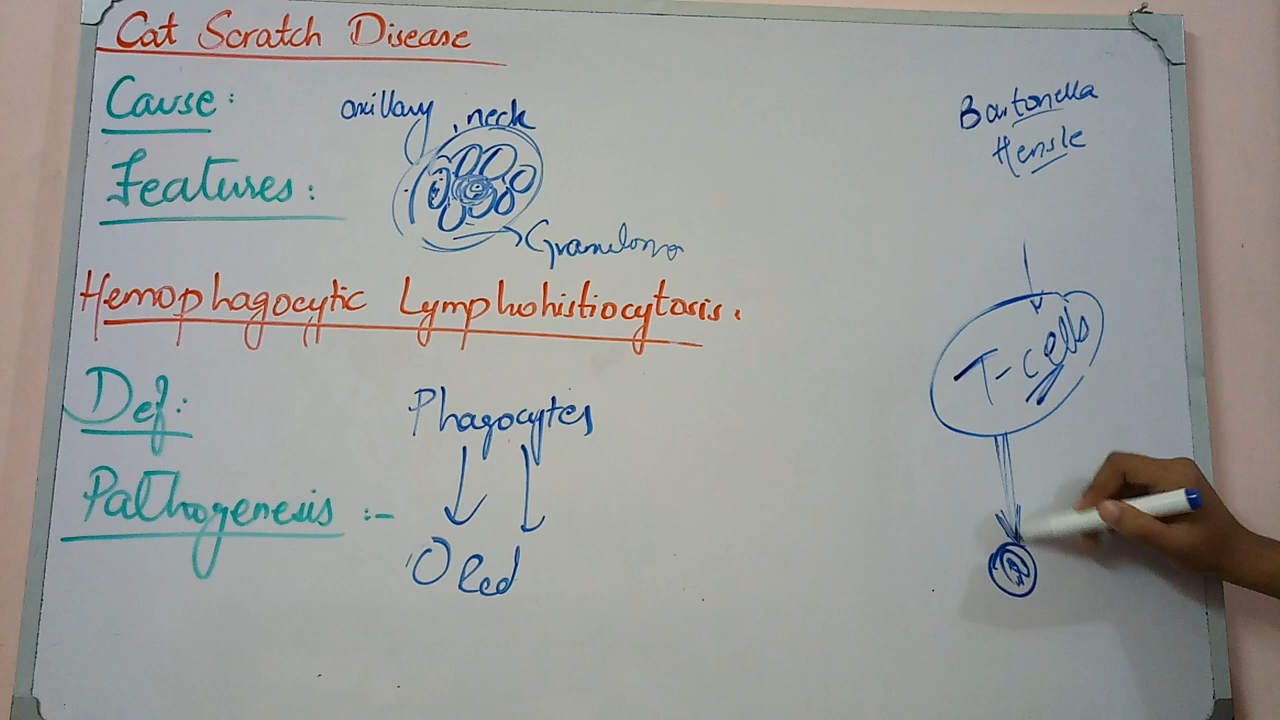 Cat Scratch Disease
Cause:
axillary, neck
Bartonella
Hensle
Features:
Granuloma
Hemophagocytic Lymphohistiocytosis.
T-cells
Def:
Phagocytes
Pathogenesis :-
Red